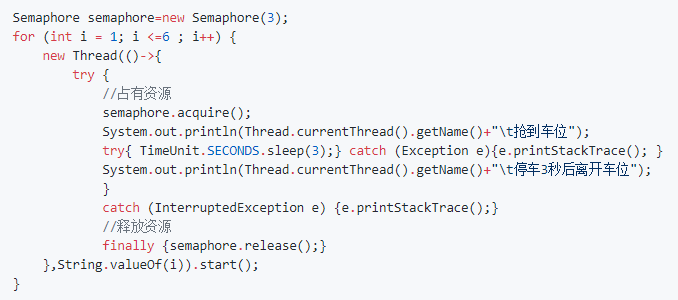 Semaphore semaphore=new Semaphore(3);
for (int i = 1; i <=6 ; i++) {
    new Thread(()->{
        try {
            //占有资源
            semaphore.acquire();
            System.out.println(Thread.currentThread().getName()+"\t抢到车位");
            try{ TimeUnit.SECONDS.sleep(3);} catch (Exception e){e.printStackTrace(); }
            System.out.println(Thread.currentThread().getName()+"\t停车3秒后离开车位");
            }
            catch (InterruptedException e) {e.printStackTrace();}
            //释放资源
            finally {semaphore.release();}
    },String.valueOf(i)).start();
}